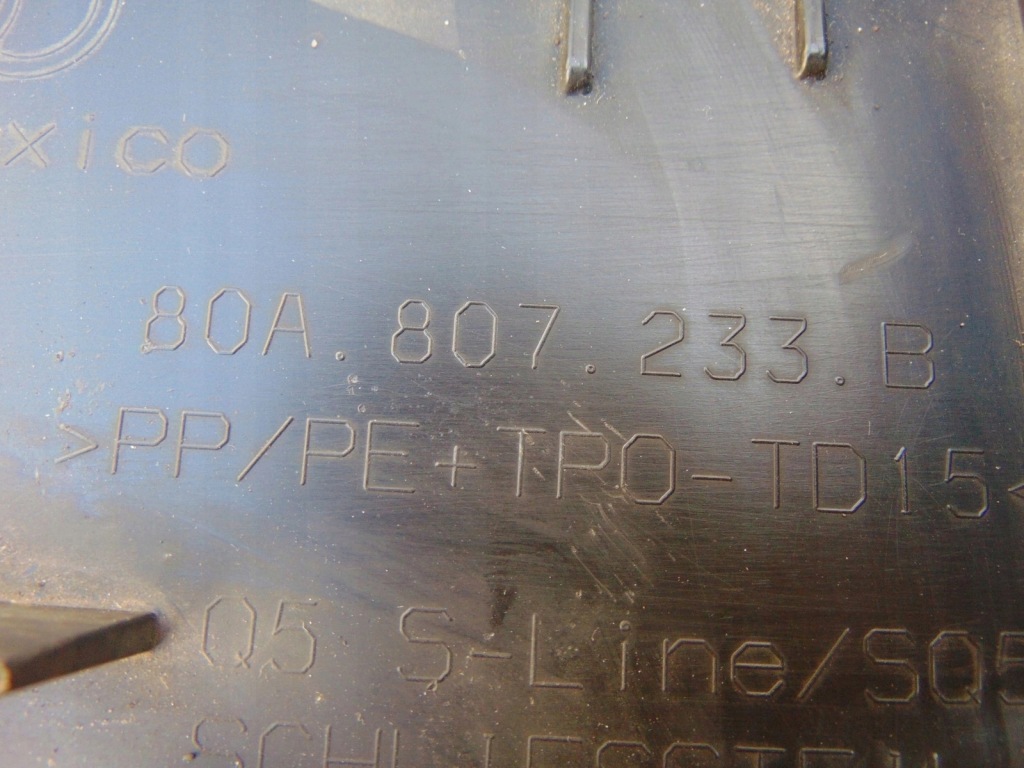 xico
80A.807.233.B
>PP/PE+TPO-TD15<
Q5 S-Line/SQ5